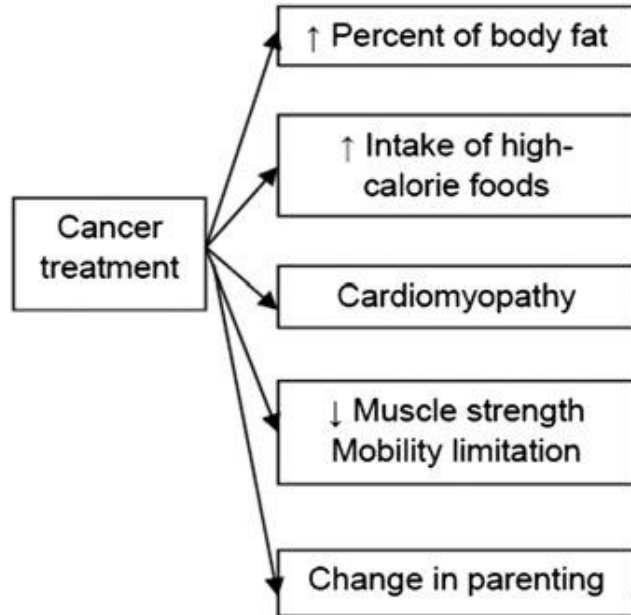 ↑ Percent of body fat
↑ Intake of high-
calorie foods
Cancer
treatment
Cardiomyopathy
↓ Muscle strength
Mobility limitation
Change in parenting